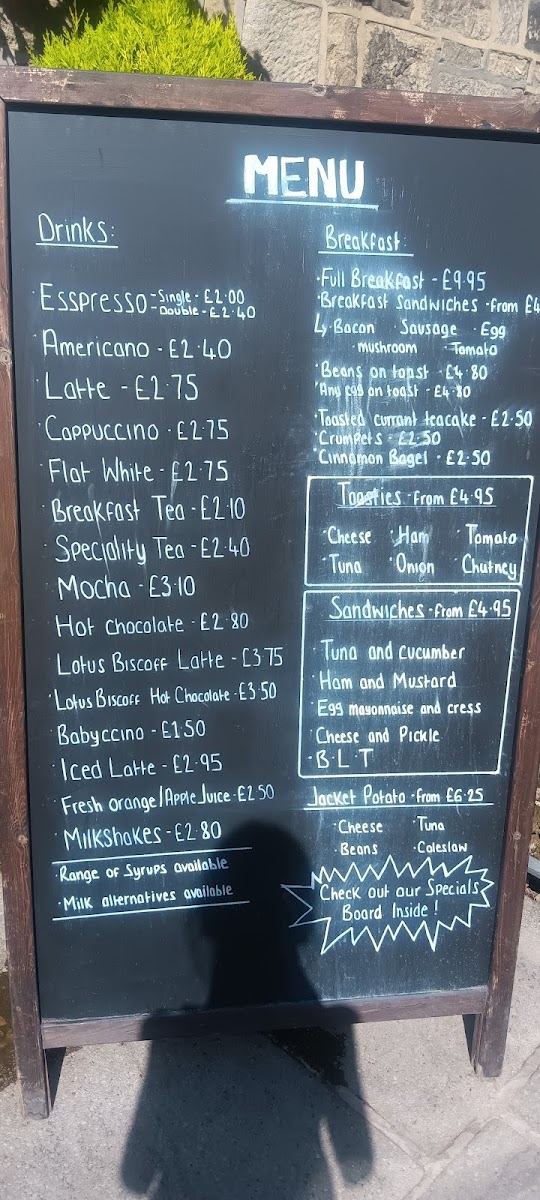 MENU
Drinks:
Esspresso - Single - £2.00
Double - £2.40
Americano - £2.40
Latte - £2.75
Cappuccino - £2.75
Flat White - £2.75
Breakfast Tea - £2.10
Speciality Tea - £2.40
Mocha - £3.10
Hot chocolate - £2.80
Lotus Biscoff Latte - £3.75
Lotus Biscoff Hot Chocolate - £3.50
Babyccino - £1.50
Iced Latte - £2.95
Fresh orange/Apple Juice - £2.50
Milkshakes - £2.80
· Range of Syrups available
· Milk alternatives available
Breakfast:
· Full Breakfast - £9.95
· Breakfast Sandwiches - from £4
↳ · Bacon · Sausage · Egg
· mushroom · Tomato
· Beans on toast - £4.80
· Any egg on toast - £4.80
· Toasted currant teacake - £2.50
· Crumpets - £2.50
· Cinnamon Bagel - £2.50
Toasties - from £4.95
· Cheese · Ham · Tomato
· Tuna · Onion · Chutney
Sandwiches - from £4.95
· Tuna and cucumber
· Ham and Mustard
· Egg mayonnaise and cress
· Cheese and Pickle
· B.L.T
Jacket Potato - from £6.25
· Cheese · Tuna
· Beans · Coleslaw
Check out our Specials
Board Inside!